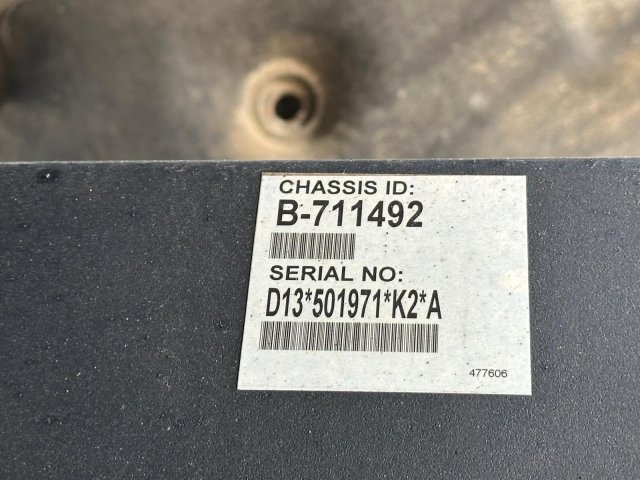 CHASSIS ID:
B-711492
SERIAL NO:
D13*501971*K2*A
477606